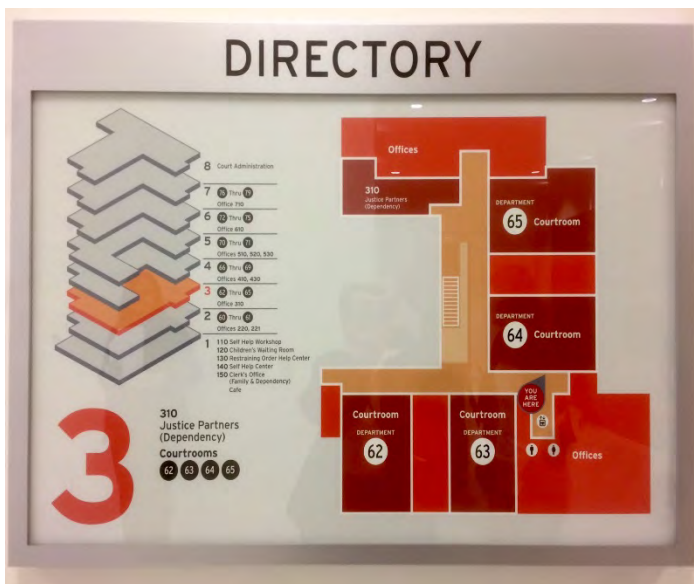 DIRECTORY
8 Court Administration
7 76 Thru 79
Office 710
6 72 Thru 75
Office 610
5 70 Thru 71
Offices 510, 520, 530
4 66 Thru 69
Offices 410, 430
3 62 Thru 65
Office 310
2 60 Thru 61
Offices 220, 221
1 110 Self Help Workshop
120 Children's Waiting Room
130 Restraining Order Help Center
140 Self Help Center
150 Clerk's Office
(Family & Dependency)
Cafe
3
310
Justice Partners
(Dependency)
Courtrooms
62 63 64 65
Offices
310
Justice Partners
(Dependency)
DEPARTMENT
65 Courtroom
DEPARTMENT
64 Courtroom
YOU
ARE
HERE
Courtroom
DEPARTMENT
62
Courtroom
DEPARTMENT
63
Offices